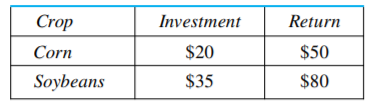 Crop Investment Return
Corn $20 $50
Soybeans $35 $80